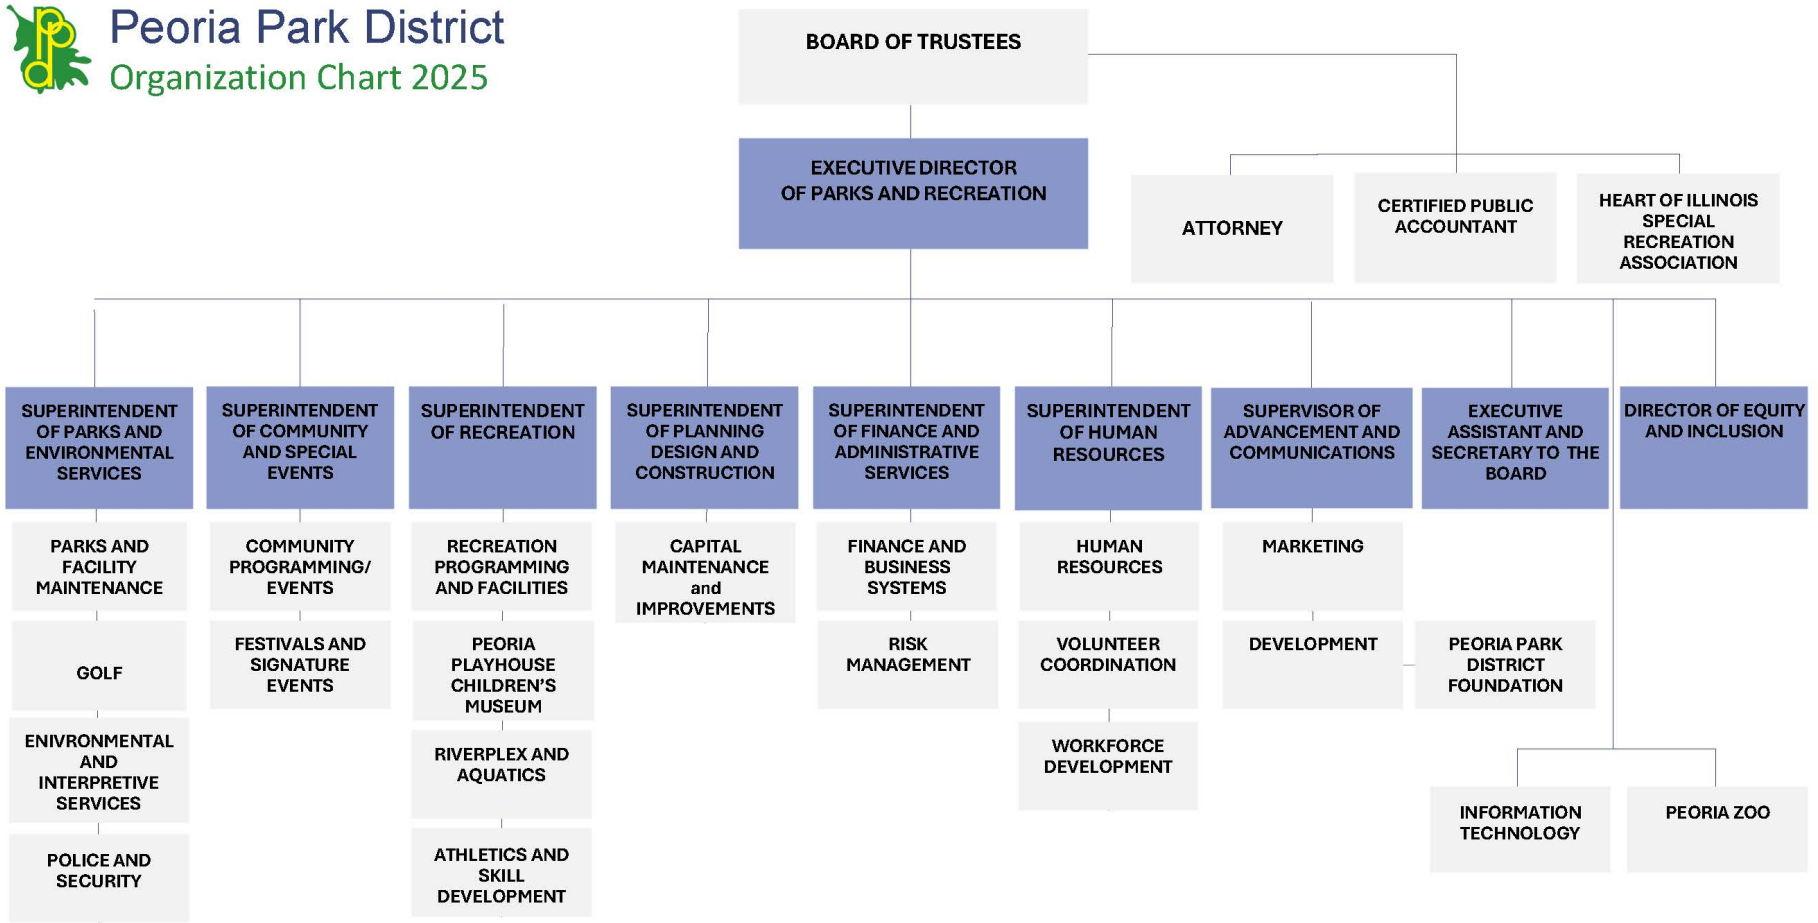 Peoria Park District
Organization Chart 2025
ppd
BOARD OF TRUSTEES
EXECUTIVE DIRECTOR
OF PARKS AND RECREATION
ATTORNEY
CERTIFIED PUBLIC
ACCOUNTANT
HEART OF ILLINOIS
SPECIAL
RECREATION
ASSOCIATION
SUPERINTENDENT
OF PARKS AND
ENVIRONMENTAL
SERVICES
SUPERINTENDENT
OF COMMUNITY
AND SPECIAL
EVENTS
SUPERINTENDENT
OF RECREATION
SUPERINTENDENT
OF PLANNING
DESIGN AND
CONSTRUCTION
SUPERINTENDENT
OF FINANCE AND
ADMINISTRATIVE
SERVICES
SUPERINTENDENT
OF HUMAN
RESOURCES
SUPERVISOR OF
ADVANCEMENT AND
COMMUNICATIONS
EXECUTIVE
ASSISTANT AND
SECRETARY TO THE
BOARD
DIRECTOR OF EQUITY
AND INCLUSION
PARKS AND
FACILITY
MAINTENANCE
GOLF
ENIVRONMENTAL
AND
INTERPRETIVE
SERVICES
POLICE AND
SECURITY
COMMUNITY
PROGRAMMING/
EVENTS
FESTIVALS AND
SIGNATURE
EVENTS
RECREATION
PROGRAMMING
AND FACILITIES
PEORIA
PLAYHOUSE
CHILDREN'S
MUSEUM
RIVERPLEX AND
AQUATICS
ATHLETICS AND
SKILL
DEVELOPMENT
CAPITAL
MAINTENANCE
and
IMPROVEMENTS
FINANCE AND
BUSINESS
SYSTEMS
RISK
MANAGEMENT
HUMAN
RESOURCES
VOLUNTEER
COORDINATION
WORKFORCE
DEVELOPMENT
MARKETING
DEVELOPMENT
PEORIA PARK
DISTRICT
FOUNDATION
INFORMATION
TECHNOLOGY
PEORIA ZOO